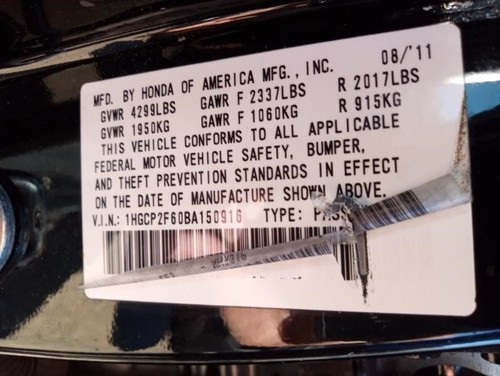 MFD. BY HONDA OF AMERICA MFG., INC. 08/'11
GVWR 4299LBS GAWR F 2337LBS R 2017LBS
GVWR 1950KG GAWR F 1060KG R 915KG
THIS VEHICLE CONFORMS TO ALL APPLICABLE
FEDERAL MOTOR VEHICLE SAFETY, BUMPER,
AND THEFT PREVENTION STANDARDS IN EFFECT
ON THE DATE OF MANUFACTURE SHOWN ABOVE.
V.I.N.: 1HGCP2F60BA150916 TYPE: